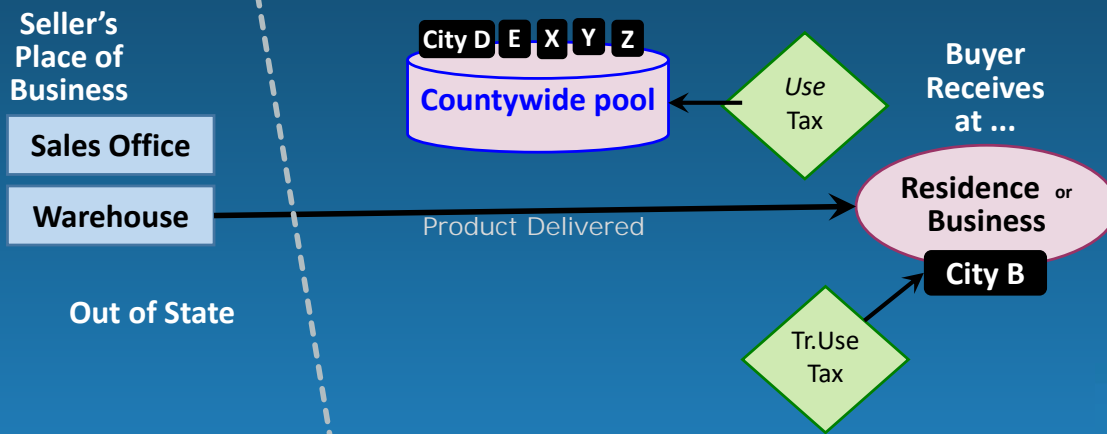 Seller’s
Place of
Business
Sales Office
Warehouse
Out of State
City D E X Y Z
Countywide pool
Use
Tax
Product Delivered
Buyer
Receives
at ...
Residence or
Business
City B
Tr.Use
Tax